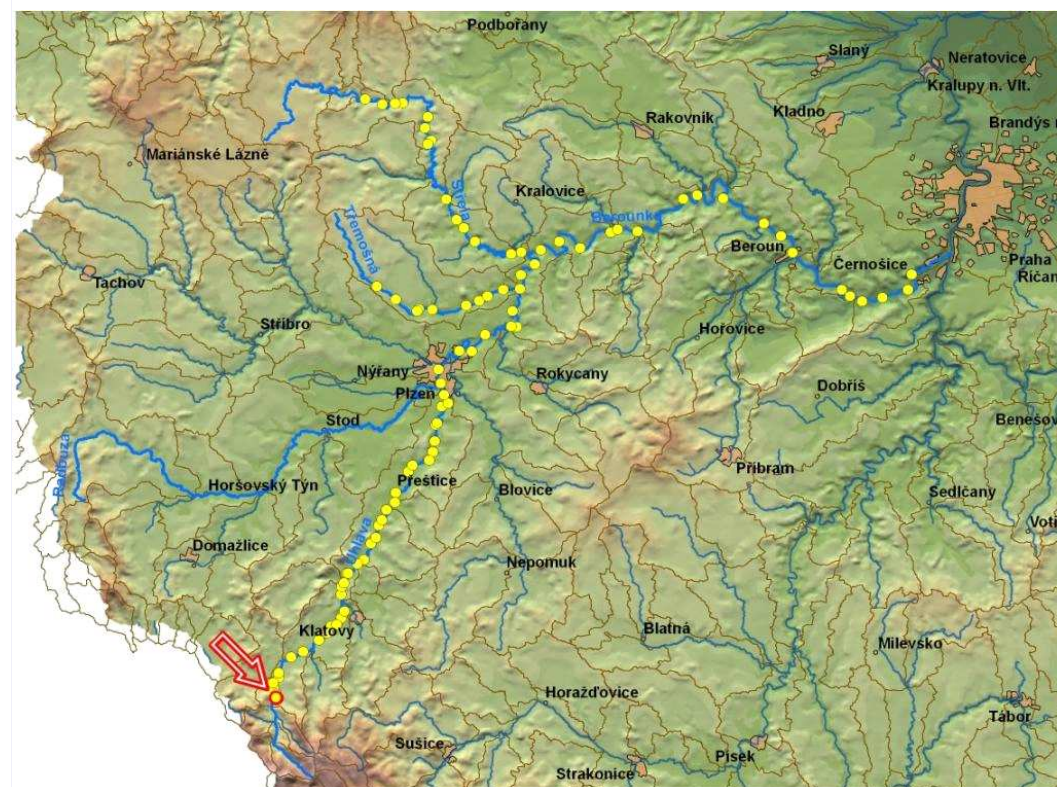 Podbořany
Slaný
Neratovice
Kralupy n. Vlt.
Kladno
Rakovník
Brandýs n
Mariánské Lázně
Kralovice
Střela
Berounka
Třemošná
Beroun
Černošice
Praha
Říčan
Tachov
Stříbro
Hořovice
Nýřany
Rokycany
Dobříš
Plzeň
Stod
Benešov
Radbuza
Přeštice
Příbram
Horšovský Týn
Blovice
Sedlčany
Voti
Úhlava
Domažlice
Nepomuk
Klatovy
Blatná
Milevsko
Horažďovice
Tábor
Sušice
Písek
Strakonice